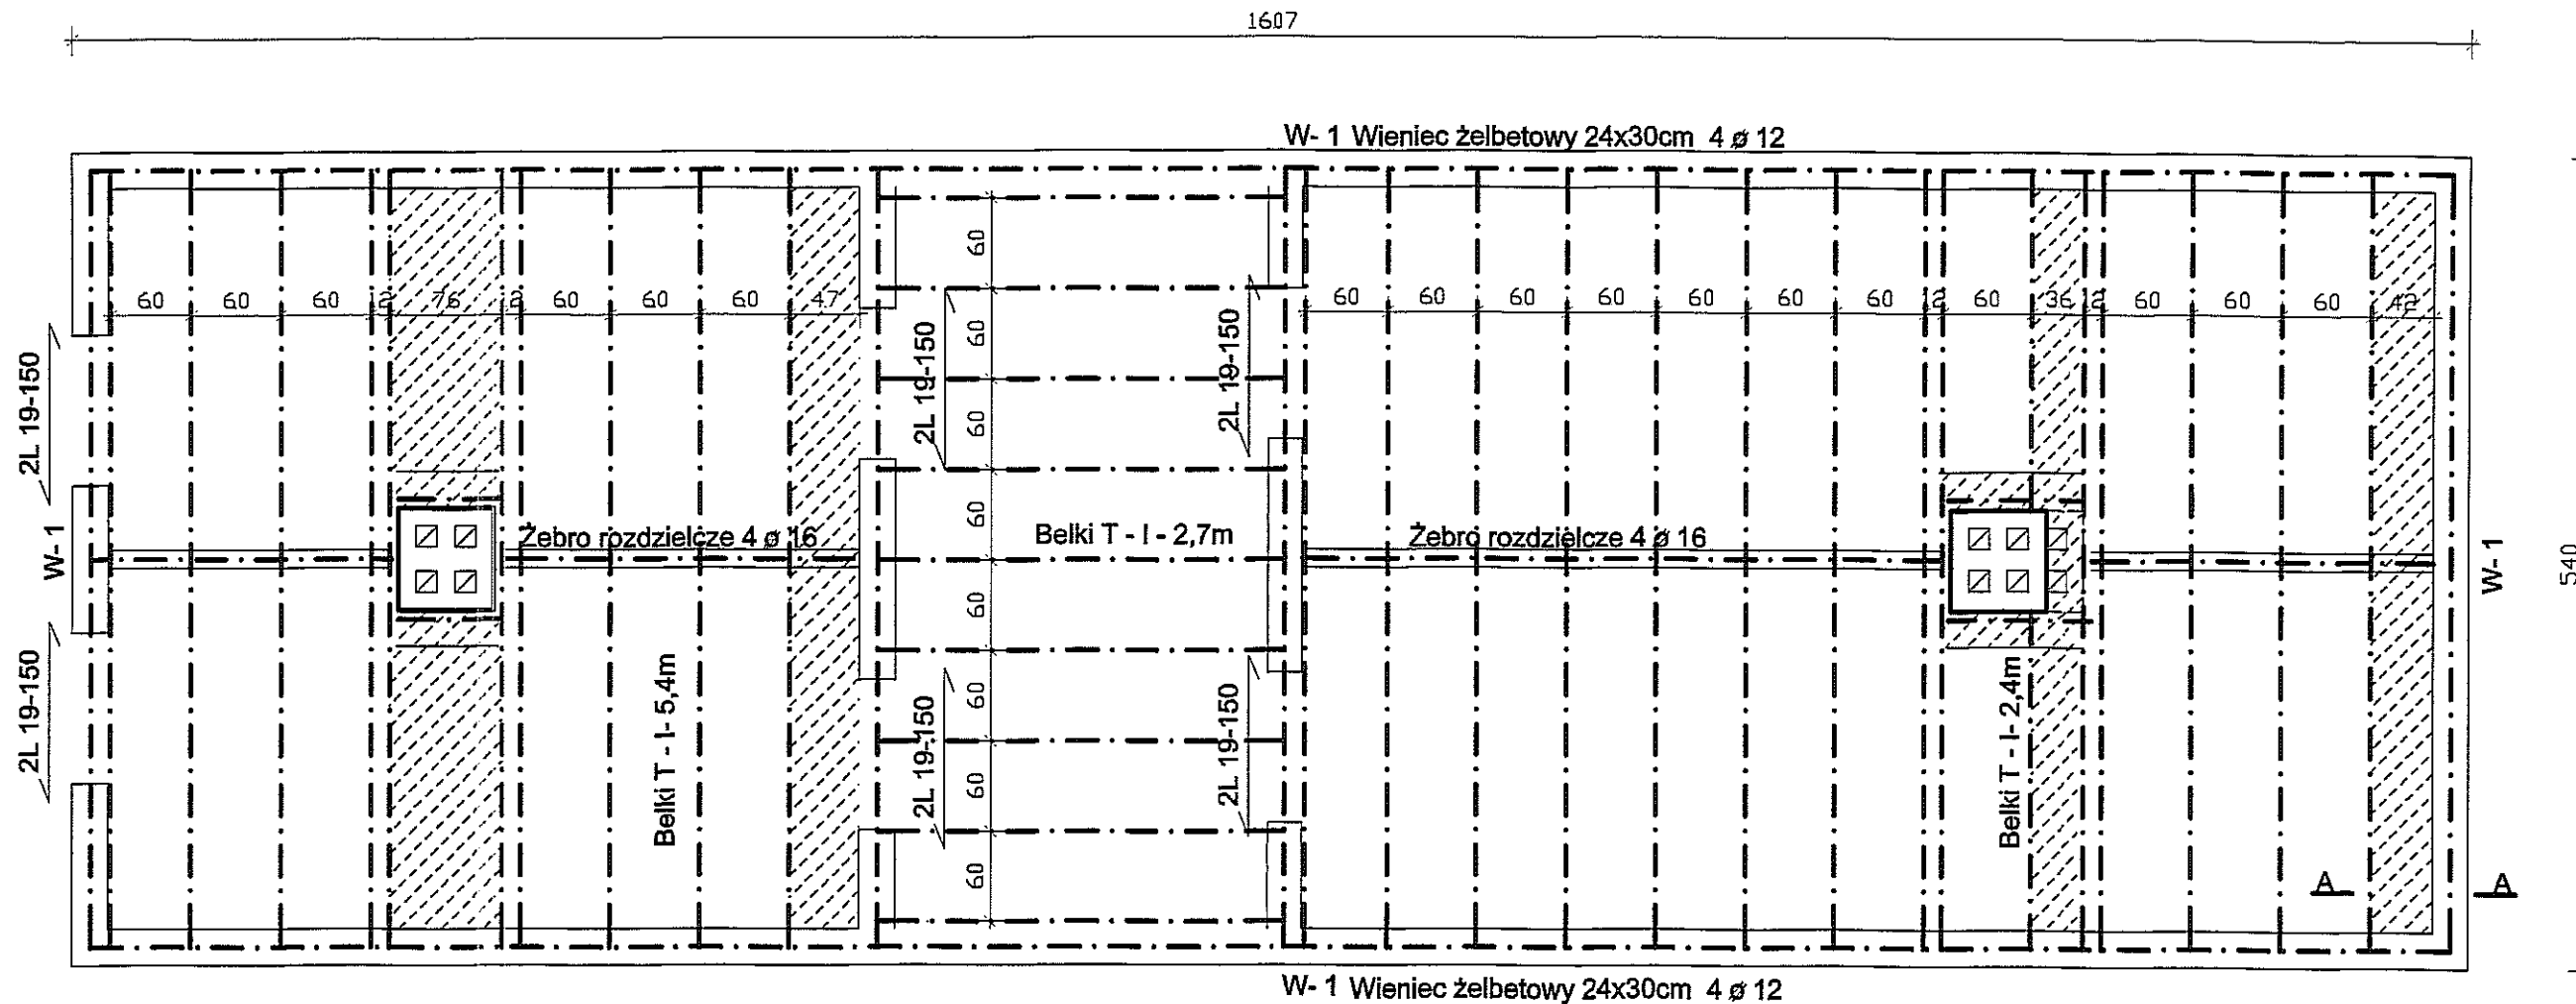 1607
W- 1 Wieniec żelbetowy 24x30cm 4 ø 12
60 60 60 12 76 12 60 60 60 47
60 60 60 60 60 60 60 12 60 36 12 60 60 60 42
60
60
60
60
60
60
60
60
2L 19-150
2L 19-150
2L 19-150
2L 19-150
2L 19-150
2L 19-150
W- 1
Żebro rozdzielcze 4 ø 16
Belki T - I - 2,7m
Żebro rozdzielcze 4 ø 16
W- 1
540
Belki T - I- 5,4m
Belki T - I- 2,4m
A
A
W- 1 Wieniec żelbetowy 24x30cm 4 ø 12